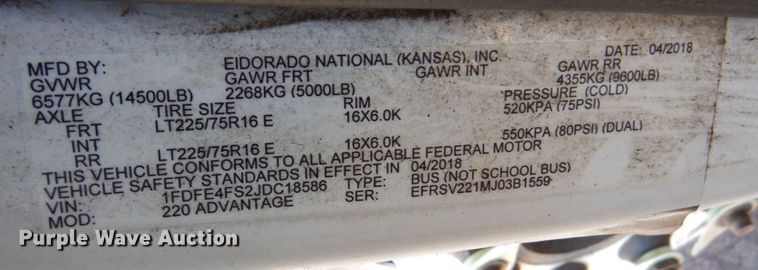 MFD BY: ElDORADO NATIONAL (KANSAS), INC. DATE: 04/2018
GVWR GAWR FRT GAWR INT GAWR RR
6577KG (14500LB) 2268KG (5000LB) 4355KG (9600LB)
AXLE TIRE SIZE RIM PRESSURE (COLD)
FRT LT225/75R16 E 16X6.0K 520KPA (75PSI)
INT
RR LT225/75R16 E 16X6.0K 550KPA (80PSI) (DUAL)
THIS VEHICLE CONFORMS TO ALL APPLICABLE FEDERAL MOTOR
VEHICLE SAFETY STANDARDS IN EFFECT IN 04/2018
VIN: 1FDFE4FS2JDC18586 TYPE: BUS (NOT SCHOOL BUS)
MOD: 220 ADVANTAGE SER: EFRSV221MJ03B1559
Purple Wave Auction